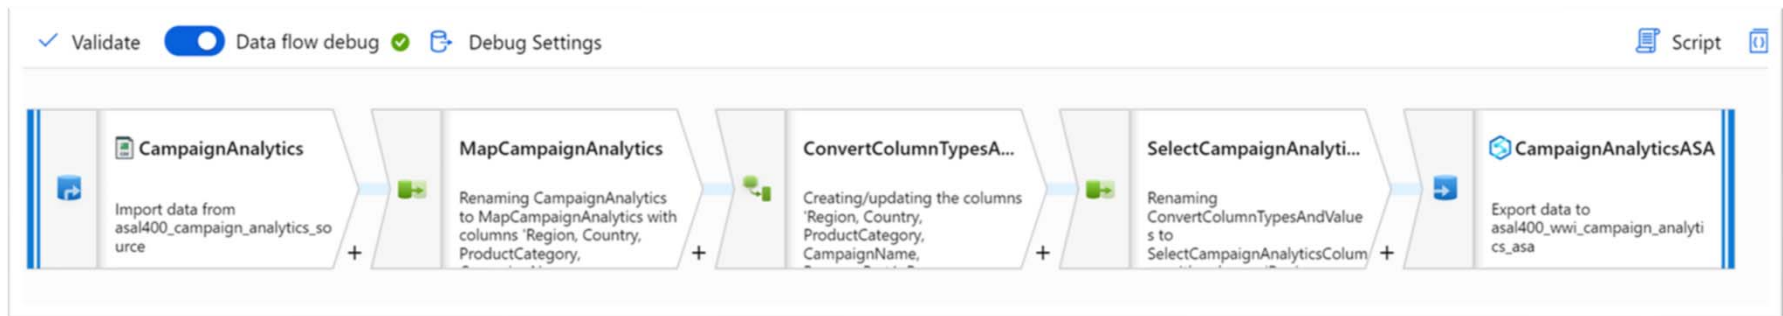 Validate Data flow debug Debug Settings Script
CampaignAnalytics
Import data from
asal400_campaign_analytics_so
urce
+
MapCampaignAnalytics
Renaming CampaignAnalytics
to MapCampaignAnalytics with
columns 'Region, Country,
ProductCategory,
+
ConvertColumnTypesA...
Creating/updating the columns
'Region, Country,
ProductCategory,
CampaignName,
+
SelectCampaignAnalyti...
Renaming
ConvertColumnTypesAndValue
s to
SelectCampaignAnalyticsColum
+
CampaignAnalyticsASA
Export data to
asal400_wwi_campaign_analyti
cs_asa